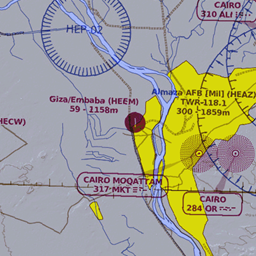 CAIRO
310 ALI
HEP 02
Giza/Embaba (HEEM)
59 - 1158m
Almaza AFB [Mil] (HEAZ)
TWR-118.1
300 - 1859m
HECW)
CAIRO MOQATTAM
317 MKT
CAIRO
284 OR